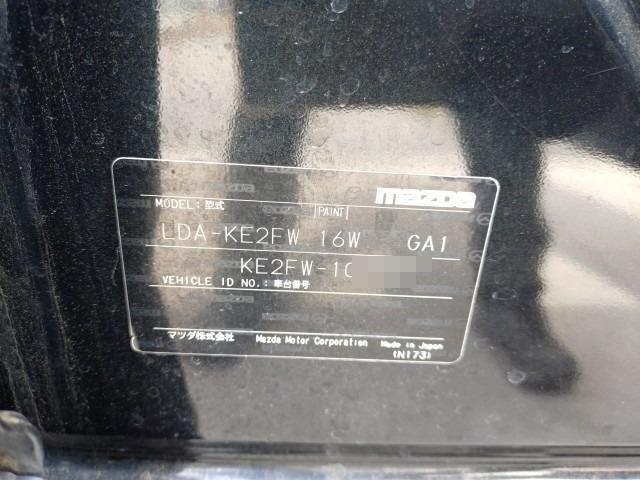 mazda
MODEL:型式 PAINT
LDA-KE2FW 16W GA1
KE2FW-10
VEHICLE ID NO.:車台番号
マツダ株式会社 Mazda Motor Corporation Made in Japan
(N173)